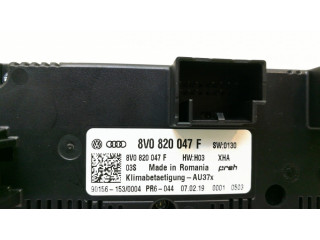 8V0 820 047 F SW:0130
8V0 820 047 F HW:H03 XHA
03S Made in Romania preh
Klimabetaetigung-AU37x
90156-153/0004 PR6-044 07.02.19 0001 0503